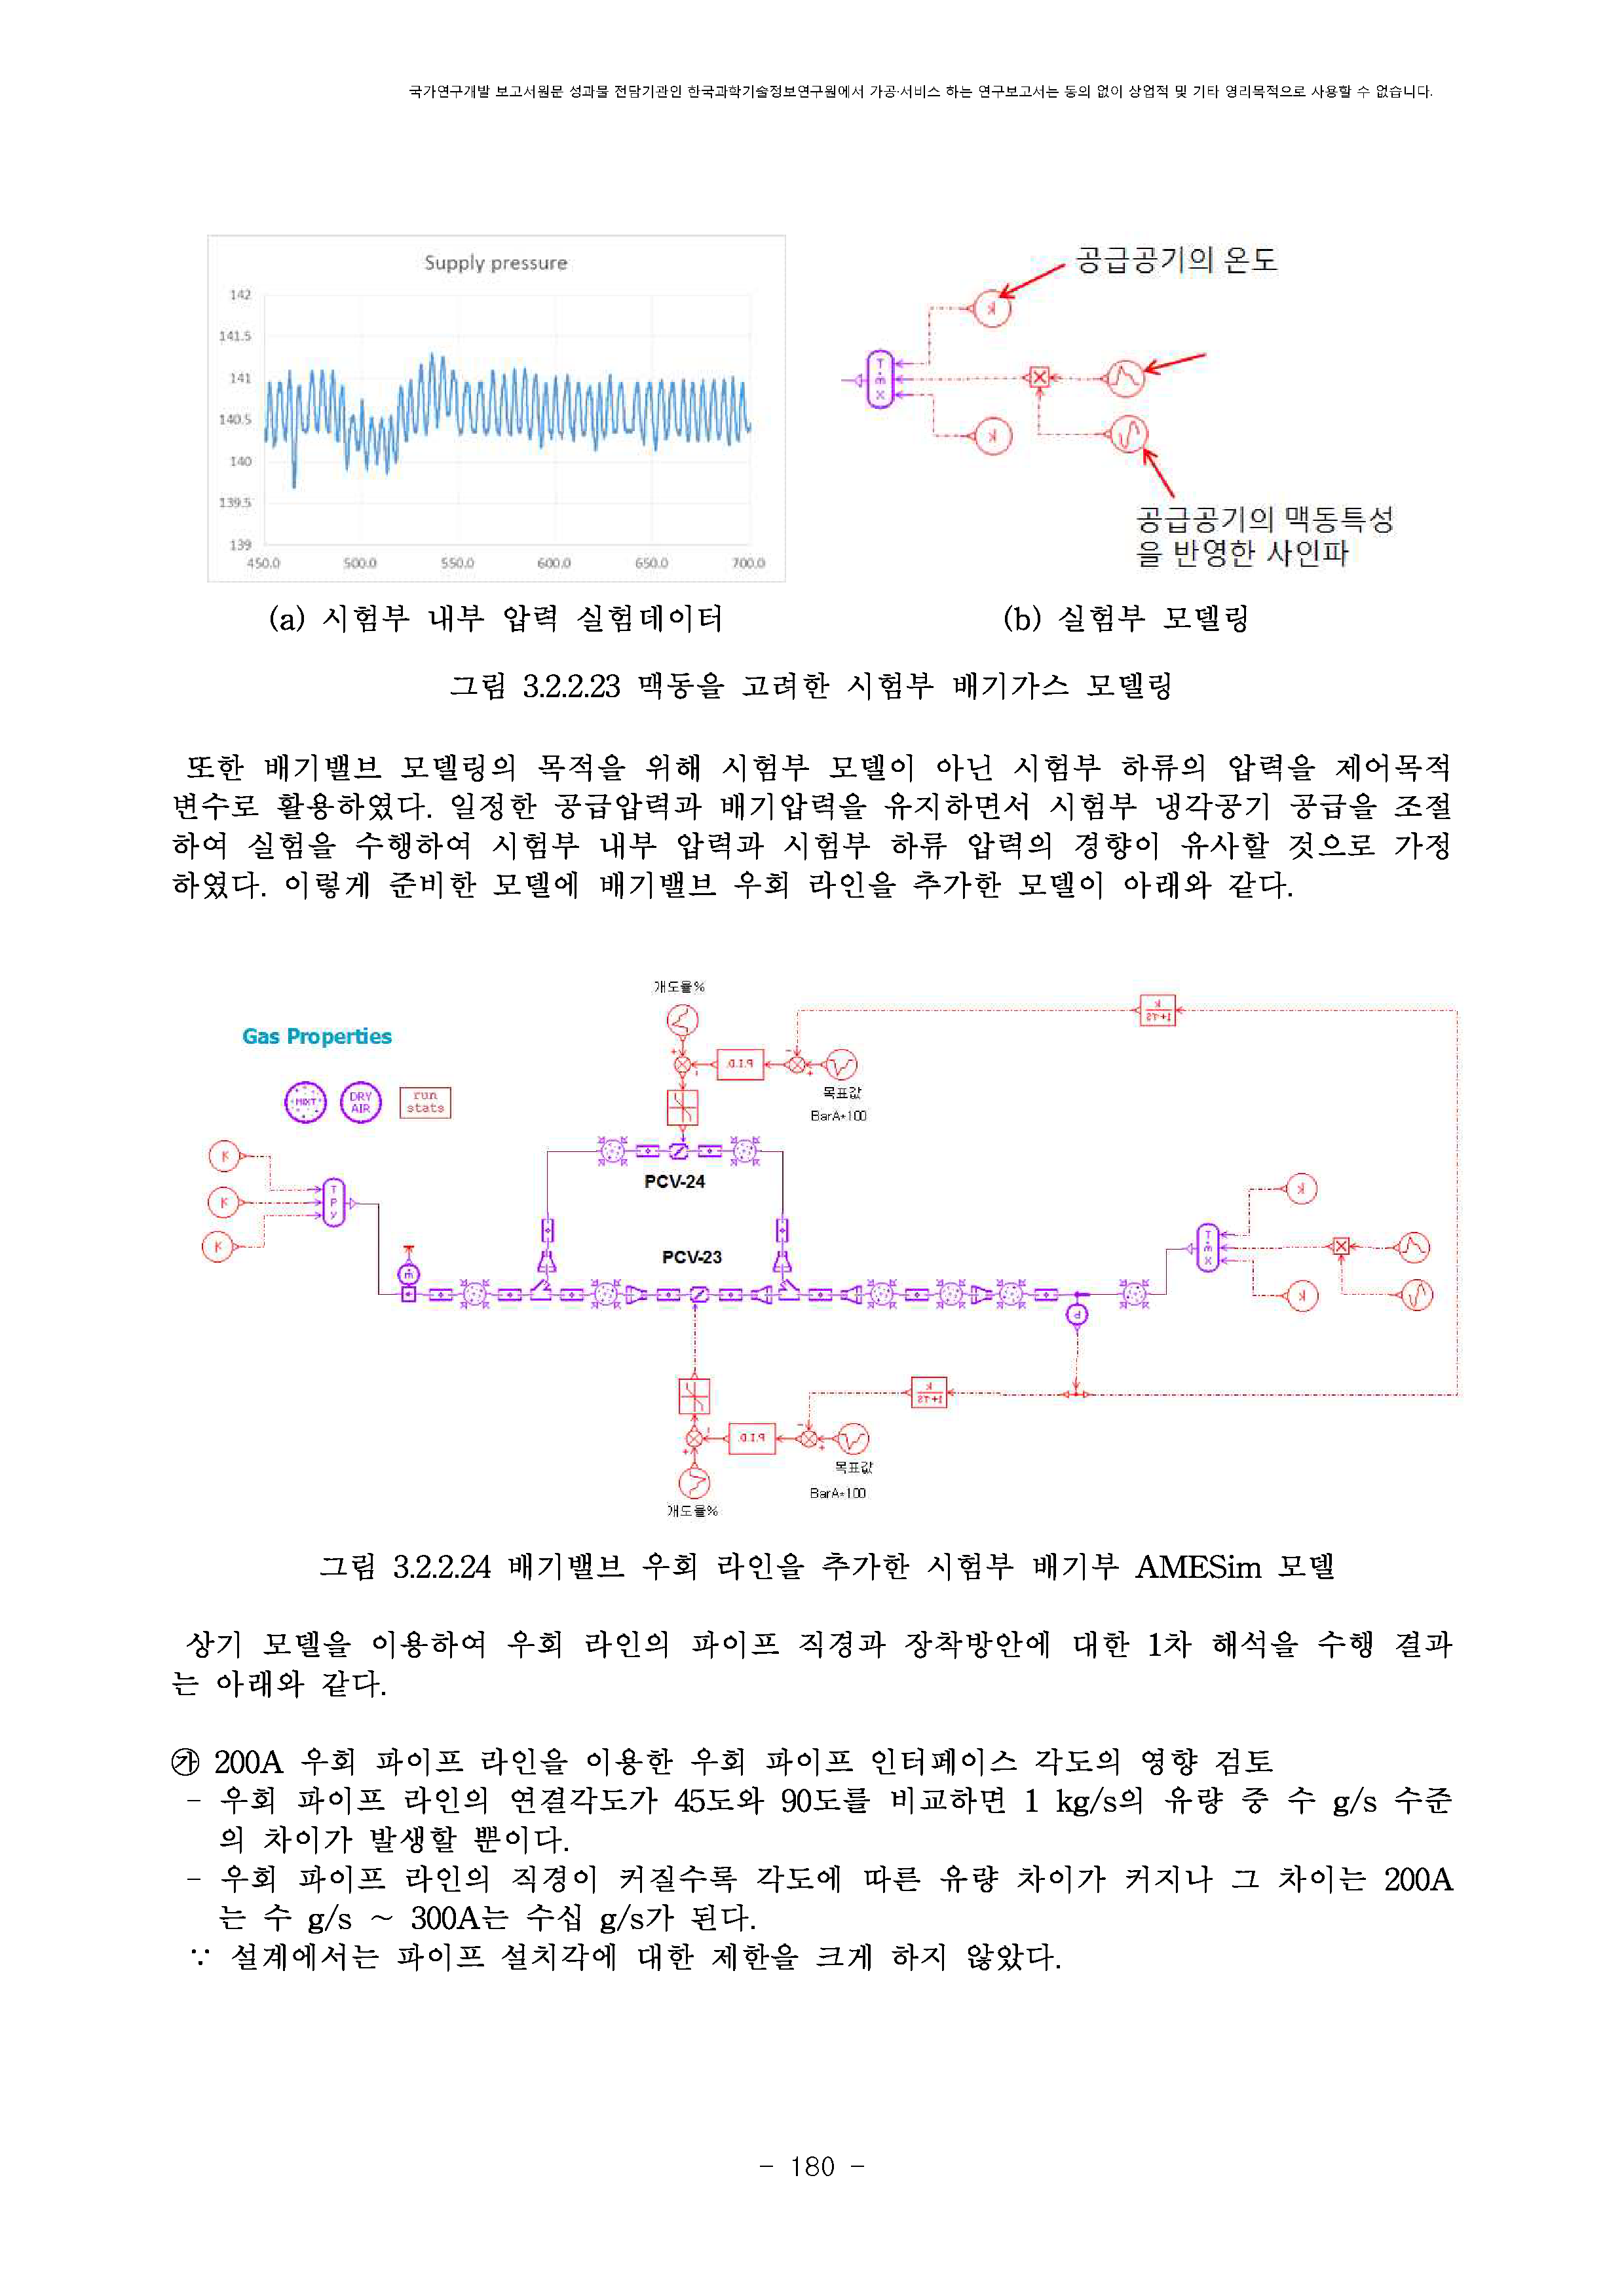 국가연구개발 보고서원문 성과물 전담기관인 한국과학기술정보연구원에서 가공·서비스 하는 연구보고서는 동의 없이 상업적 및 기타 영리목적으로 사용할 수 없습니다.
Supply pressure
142
141.5
141
140.5
140
139.5
139
450.0 500.0 550.0 600.0 650.0 700.0
공급공기의 온도
K
T
ṁ
X
K
공급공기의 맥동특성
을 반영한 사인파
(a) 시험부 내부 압력 실험데이터
(b) 실험부 모델링
그림 3.2.2.23 맥동을 고려한 시험부 배기가스 모델링
또한 배기밸브 모델링의 목적을 위해 시험부 모델이 아닌 시험부 하류의 압력을 제어목적
변수로 활용하였다. 일정한 공급압력과 배기압력을 유지하면서 시험부 냉각공기 공급을 조절
하여 실험을 수행하여 시험부 내부 압력과 시험부 하류 압력의 경향이 유사할 것으로 가정
하였다. 이렇게 준비한 모델에 배기밸브 우회 라인을 추가한 모델이 아래와 같다.
개도율%
Gas Properties
K
1+TS
P.I.D.
목표값
BarA*100
MIXT
DRY
AIR
run
stats
PCV-24
K
K
K
T
P
Y
PCV-23
ṁ
T
ṁ
X
K
K
P
K
1+TS
P.I.D.
목표값
BarA*100
개도율%
그림 3.2.2.24 배기밸브 우회 라인을 추가한 시험부 배기부 AMESim 모델
상기 모델을 이용하여 우회 라인의 파이프 직경과 장착방안에 대한 1차 해석을 수행 결과
는 아래와 같다.
㉮ 200A 우회 파이프 라인을 이용한 우회 파이프 인터페이스 각도의 영향 검토
- 우회 파이프 라인의 연결각도가 45도와 90도를 비교하면 1 kg/s의 유량 중 수 g/s 수준
의 차이가 발생할 뿐이다.
- 우회 파이프 라인의 직경이 커질수록 각도에 따른 유량 차이가 커지나 그 차이는 200A
는 수 g/s ~ 300A는 수십 g/s가 된다.
∵ 설계에서는 파이프 설치각에 대한 제한을 크게 하지 않았다.
- 180 -